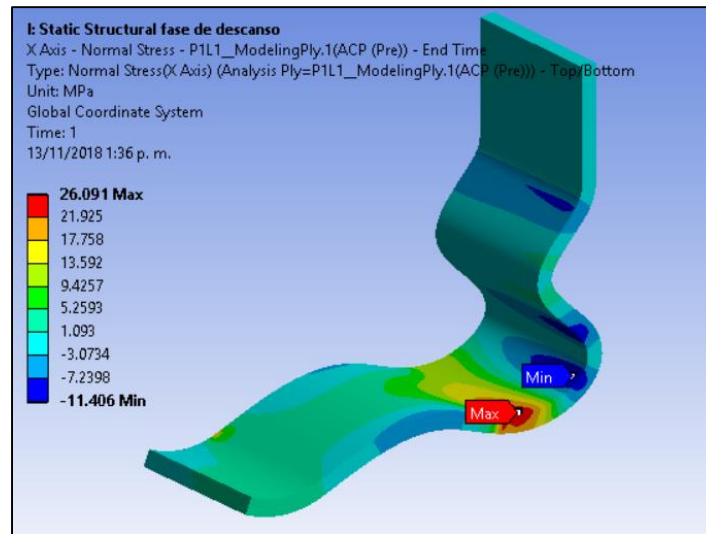 I: Static Structural fase de descanso
X Axis - Normal Stress - P1L1__ModelingPly.1(ACP (Pre)) - End Time
Type: Normal Stress(X Axis) (Analysis Ply=P1L1__ModelingPly.1(ACP (Pre))) - Top/Bottom
Unit: MPa
Global Coordinate System
Time: 1
13/11/2018 1:36 p. m.
26.091 Max
21.925
17.758
13.592
9.4257
5.2593
1.093
-3.0734
-7.2398
-11.406 Min
Min
Max